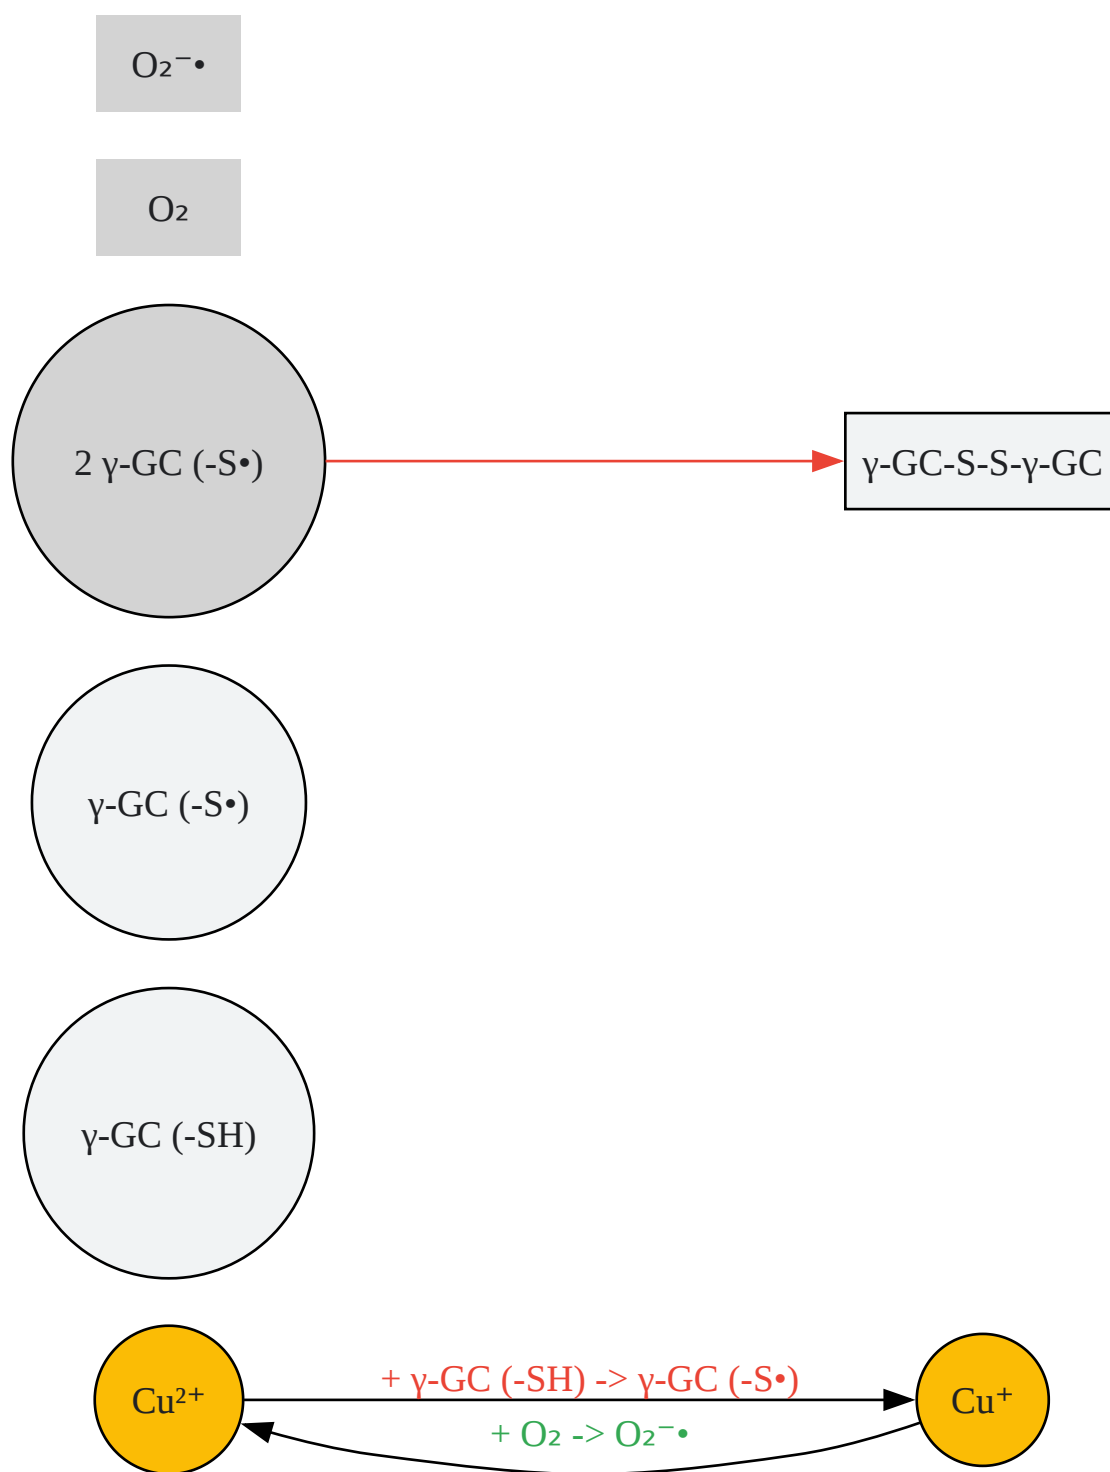 O₂⁻•
O₂
2 γ-GC (-S•)
γ-GC-S-S-γ-GC
γ-GC (-S•)
γ-GC (-SH)
+ γ-GC (-SH) -> γ-GC (-S•)
Cu²⁺
Cu⁺
+ O₂ -> O₂⁻•